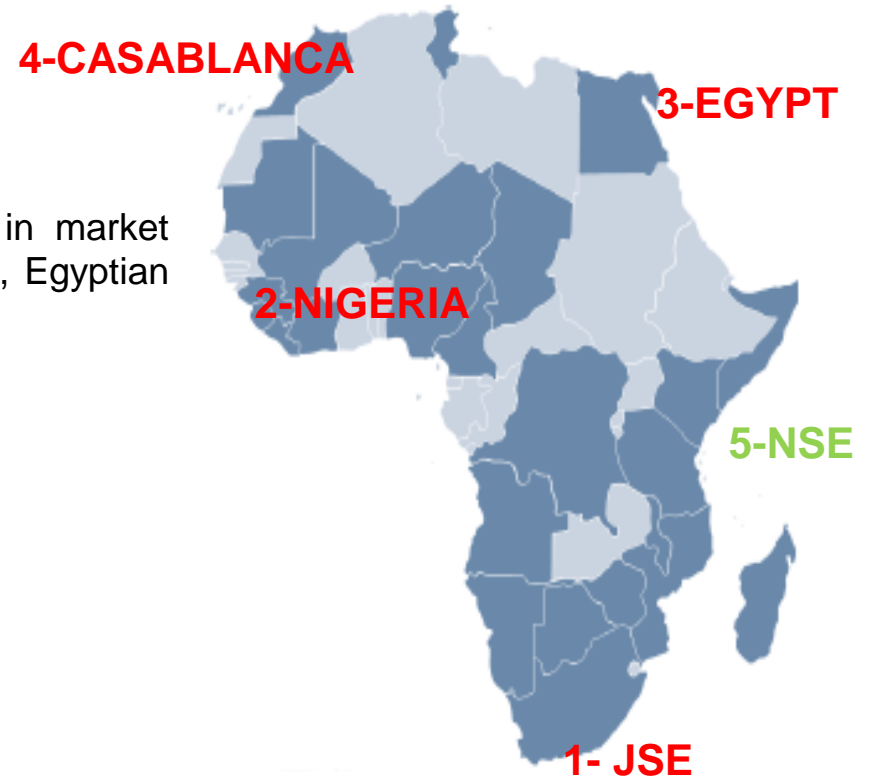 4-CASABLANCA
3-EGYPT
in market
, Egyptian
2-NIGERIA
5-NSE
1- JSE